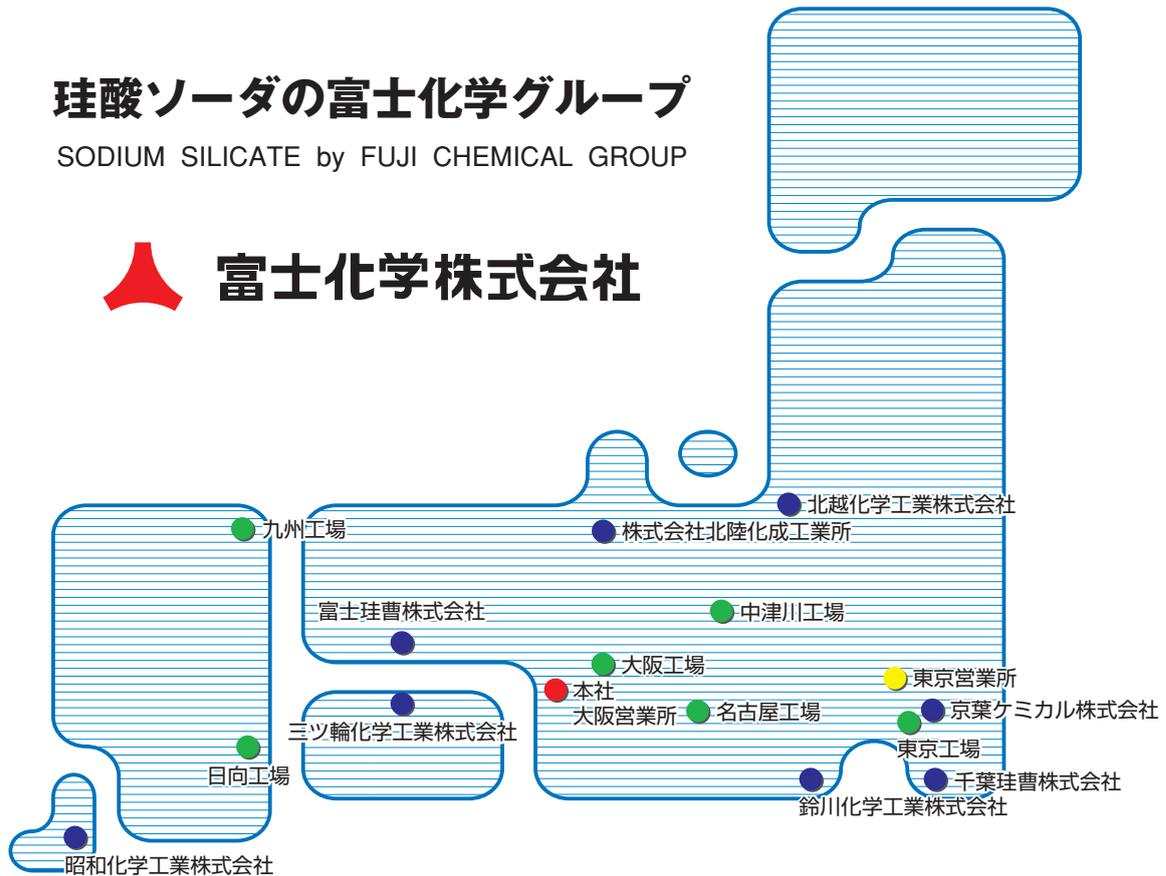 珪酸ソーダの富士化学グループ
SODIUM SILICATE by FUJI CHEMICAL GROUP
富士化学株式会社
北越化学工業株式会社
九州工場
株式会社北陸化成工業所
富士珪曹株式会社
中津川工場
大阪工場
東京営業所
本社
大阪営業所
名古屋工場
京葉ケミカル株式会社
三ツ輪化学工業株式会社
東京工場
日向工場
千葉珪曹株式会社
鈴川化学工業株式会社
昭和化学工業株式会社